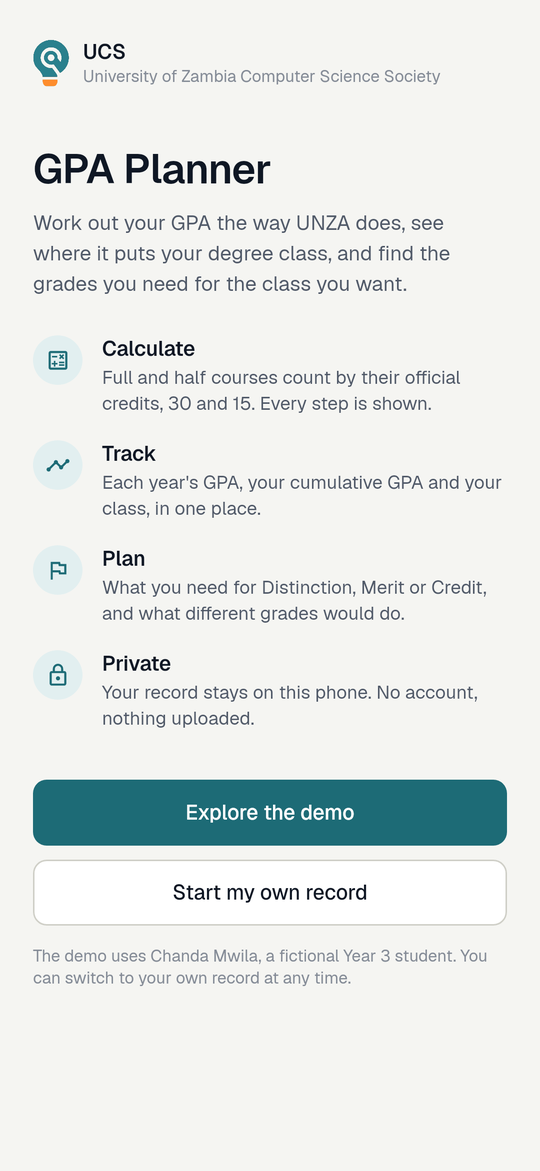 UCS
University of Zambia Computer Science Society
GPA Planner
Work out your GPA the way UNZA does, see
where it puts your degree class, and find the
grades you need for the class you want.
Calculate
Full and half courses count by their official
credits, 30 and 15. Every step is shown.
Track
Each year's GPA, your cumulative GPA and your
class, in one place.
Plan
What you need for Distinction, Merit or Credit,
and what different grades would do.
Private
Your record stays on this phone. No account,
nothing uploaded.
Explore the demo
Start my own record
The demo uses Chanda Mwila, a fictional Year 3 student. You
can switch to your own record at any time.